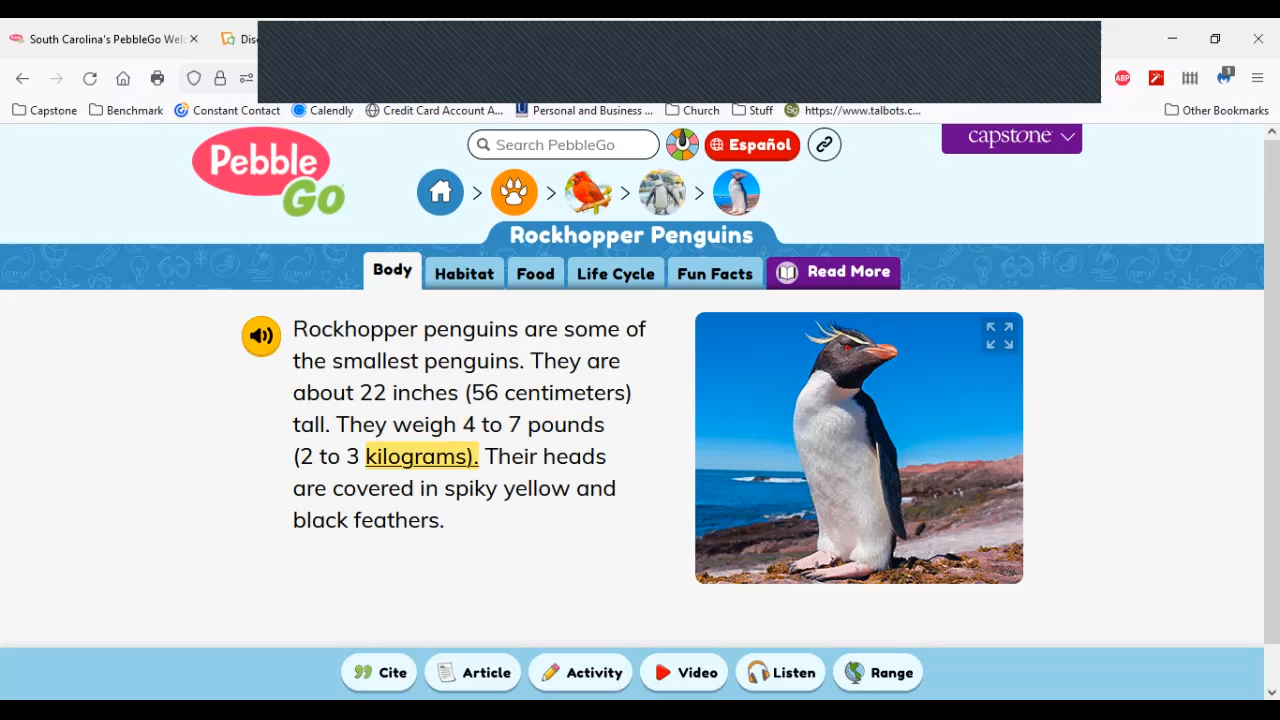 South Carolina's PebbleGo Welc
Dis
1
Capstone Benchmark Constant Contact Calendly Credit Card Account A... Personal and Business ... Church Stuff https://www.talbots.c... Other Bookmarks
Pebble
Go
Search PebbleGo
Español
capstone
Rockhopper Penguins
Body Habitat Food Life Cycle Fun Facts Read More
Rockhopper penguins are some of
the smallest penguins. They are
about 22 inches (56 centimeters)
tall. They weigh 4 to 7 pounds
(2 to 3 kilograms). Their heads
are covered in spiky yellow and
black feathers.
Cite Article Activity Video Listen Range